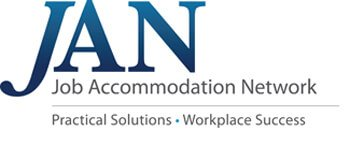 JAN
Job Accommodation Network
Practical Solutions • Workplace Success